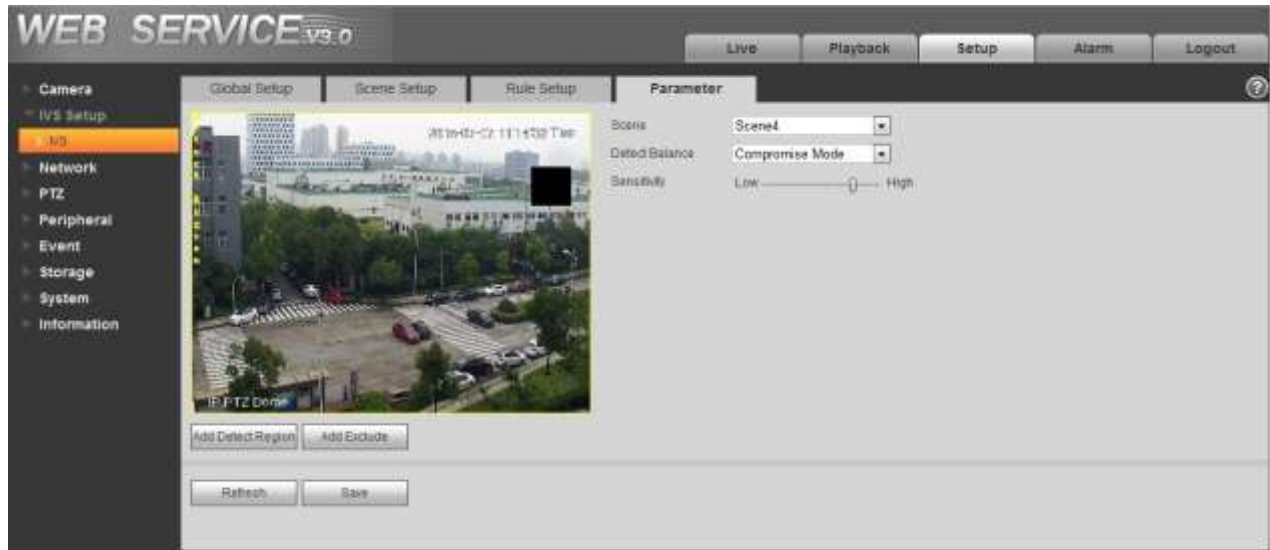 WEB SERVICE V3.0
Live
Playback
Setup
Alarm
Logout
Camera
IVS Setup
IVS
Network
PTZ
Peripheral
Event
Storage
System
Information
Global Setup
Scene Setup
Rule Setup
Parameter
?
IP PTZ Dome
Scene
Scene4
Detect Balance
Compromise Mode
Sensitivity
Low
High
Add Detect Region
Add Exclude
Refresh
Save